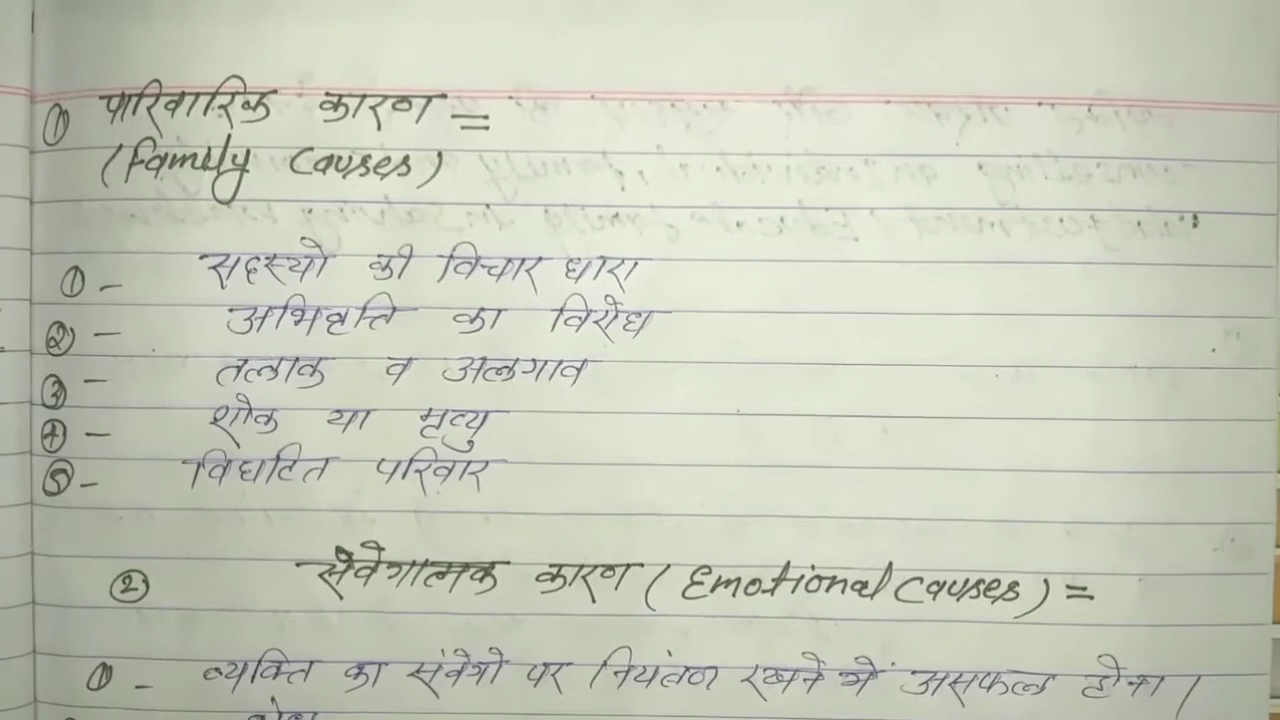 ① पारिवारिक कारण =
(Family Causes)
① - सदस्यो की विचार धारा
② - अभिवृत्ति का विरोध
③ - तलाक व अलगाव
④ - शोक या मृत्यु
⑤ - विघटित परिवार
② संवेगात्मक कारण (Emotional Causes) =
① - व्यक्ति का संवेगो पर नियंतण रखने में असफल होना।